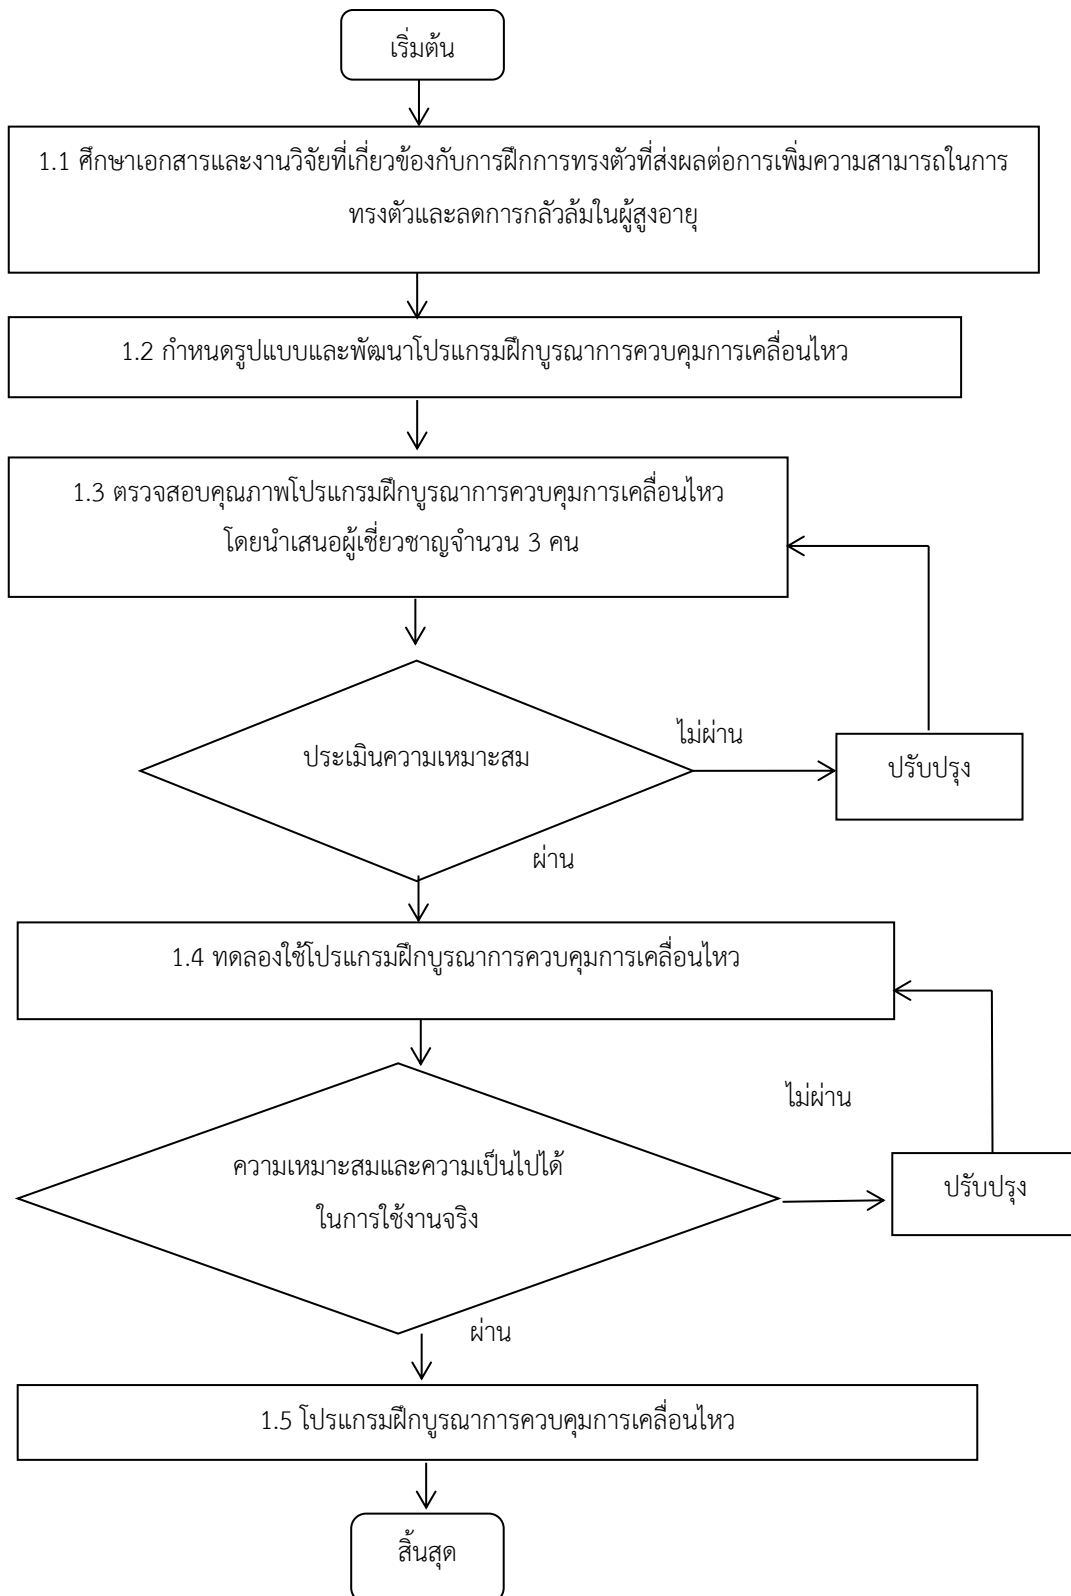 เริ่มต้น
1.1 ศึกษาเอกสารและงานวิจัยที่เกี่ยวข้องกับการฝึกการทรงตัวที่ส่งผลต่อการเพิ่มความสามารถในการ
ทรงตัวและลดการกลัวล้มในผู้สูงอายุ
1.2 กำหนดรูปแบบและพัฒนาโปรแกรมฝึกบูรณาการควบคุมการเคลื่อนไหว
1.3 ตรวจสอบคุณภาพโปรแกรมฝึกบูรณาการควบคุมการเคลื่อนไหว
โดยนำเสนอผู้เชี่ยวชาญจำนวน 3 คน
ประเมินความเหมาะสม
ไม่ผ่าน
ปรับปรุง
ผ่าน
1.4 ทดลองใช้โปรแกรมฝึกบูรณาการควบคุมการเคลื่อนไหว
ไม่ผ่าน
ความเหมาะสมและความเป็นไปได้
ในการใช้งานจริง
ปรับปรุง
ผ่าน
1.5 โปรแกรมฝึกบูรณาการควบคุมการเคลื่อนไหว
สิ้นสุด